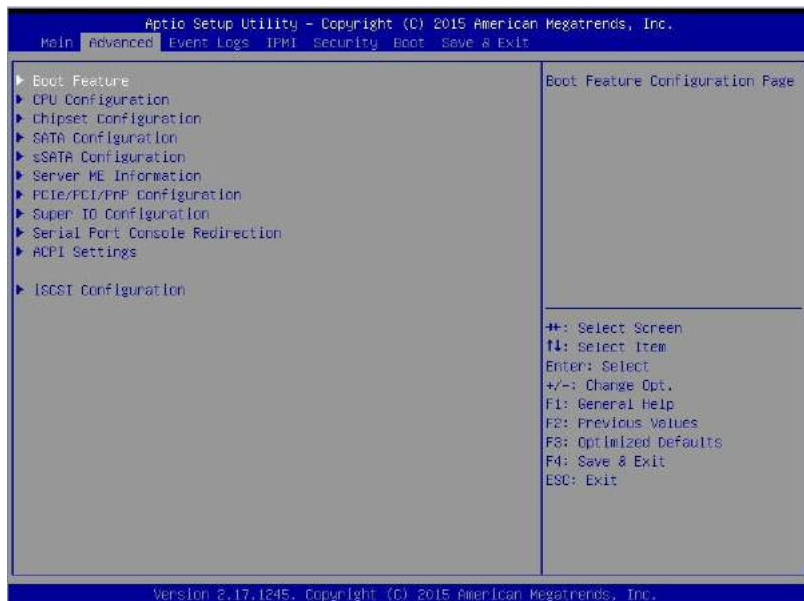 Aptio Setup Utility – Copyright (C) 2015 American Megatrends, Inc.
Main Advanced Event Logs IPMI Security Boot Save & Exit
▶ Boot Feature
▶ CPU Configuration
▶ Chipset Configuration
▶ SATA Configuration
▶ sSATA Configuration
▶ Server ME Information
▶ PCIe/PCI/PnP Configuration
▶ Super IO Configuration
▶ Serial Port Console Redirection
▶ ACPI Settings
▶ iSCSI Configuration
Boot Feature Configuration Page
→←: Select Screen
↑↓: Select Item
Enter: Select
+/-: Change Opt.
F1: General Help
F2: Previous Values
F3: Optimized Defaults
F4: Save & Exit
ESC: Exit
Version 2.17.1245. Copyright (C) 2015 American Megatrends, Inc.